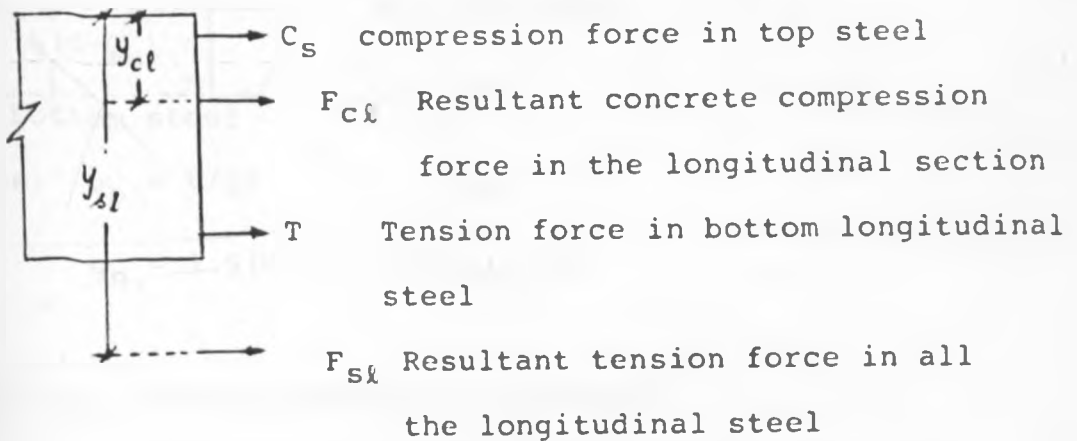 y_cℓ
C_s compression force in top steel
F_cℓ Resultant concrete compression
force in the longitudinal section
y_sl
T Tension force in bottom longitudinal
steel
F_sℓ Resultant tension force in all
the longitudinal steel